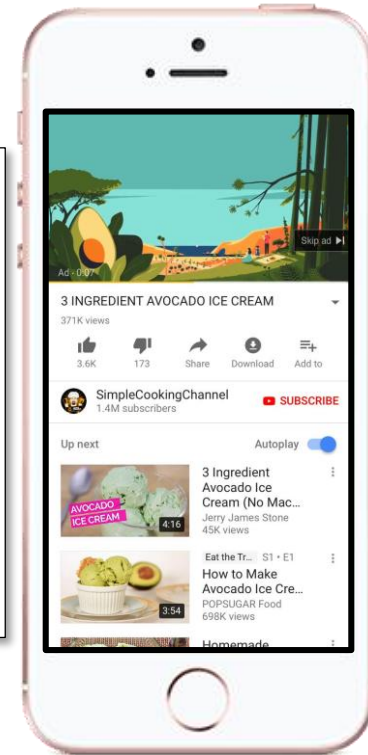 Skip ad
Ad · 0:07
3 INGREDIENT AVOCADO ICE CREAM
371K views
3.6K
173
Share
Download
Add to
SimpleCookingChannel
1.4M subscribers
SUBSCRIBE
Up next
Autoplay
AVOCADO
ICE CREAM
4:16
3 Ingredient
Avocado Ice
Cream (No Mac...
Jerry James Stone
45K views
3:54
Eat the Tr... S1 • E1
How to Make
Avocado Ice Cre...
POPSUGAR Food
698K views
Homemade